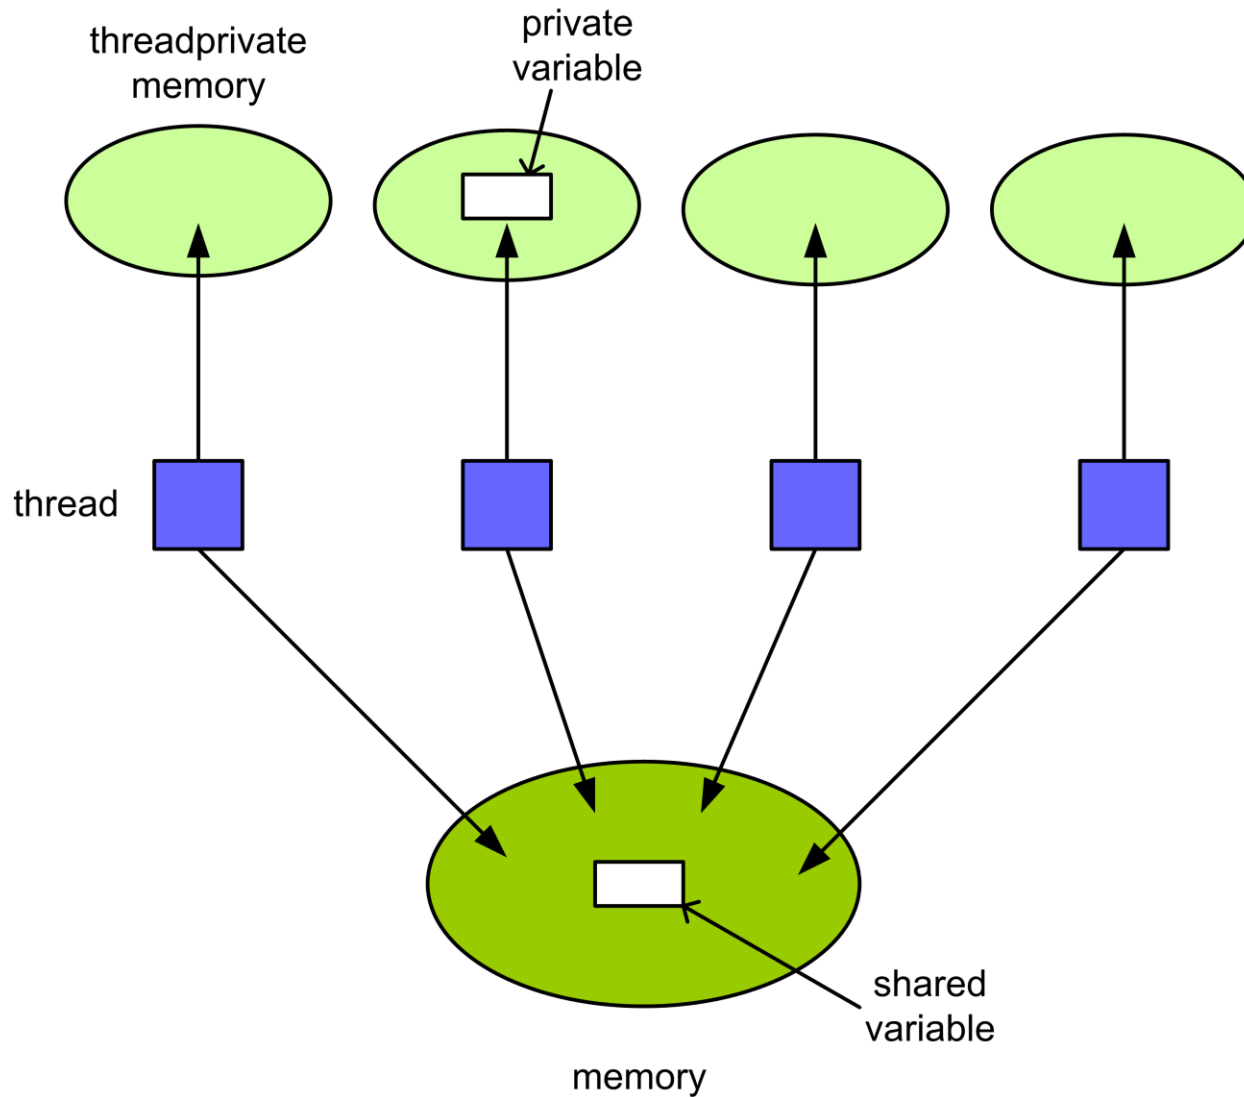 threadprivate
memory
private
variable
thread
shared
variable
memory